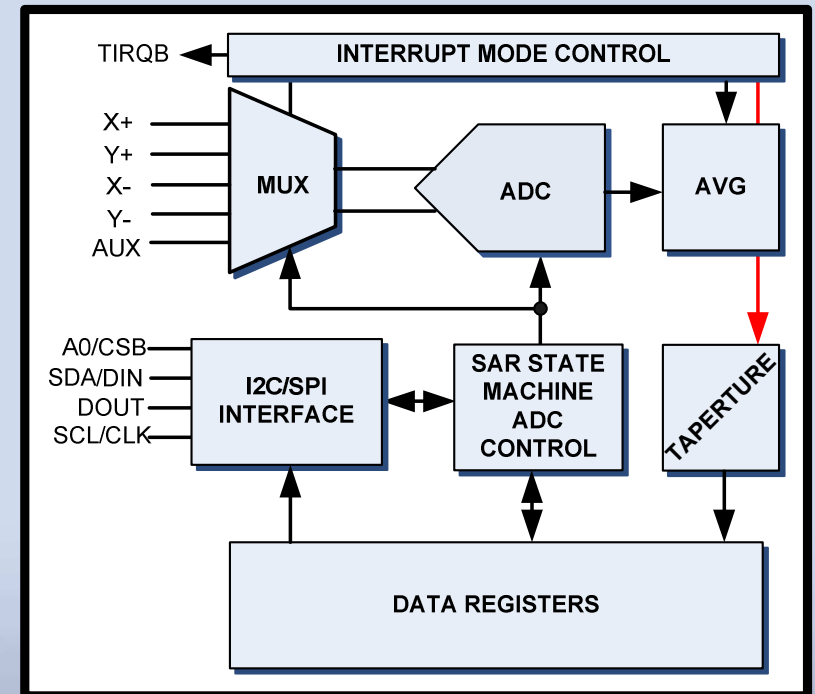 TIRQB
INTERRUPT MODE CONTROL
X+
Y+
X-
Y-
AUX
MUX
ADC
AVG
A0/CSB
SDA/DIN
DOUT
SCL/CLK
I2C/SPI
INTERFACE
SAR STATE
MACHINE
ADC
CONTROL
TAPERTURE
DATA REGISTERS